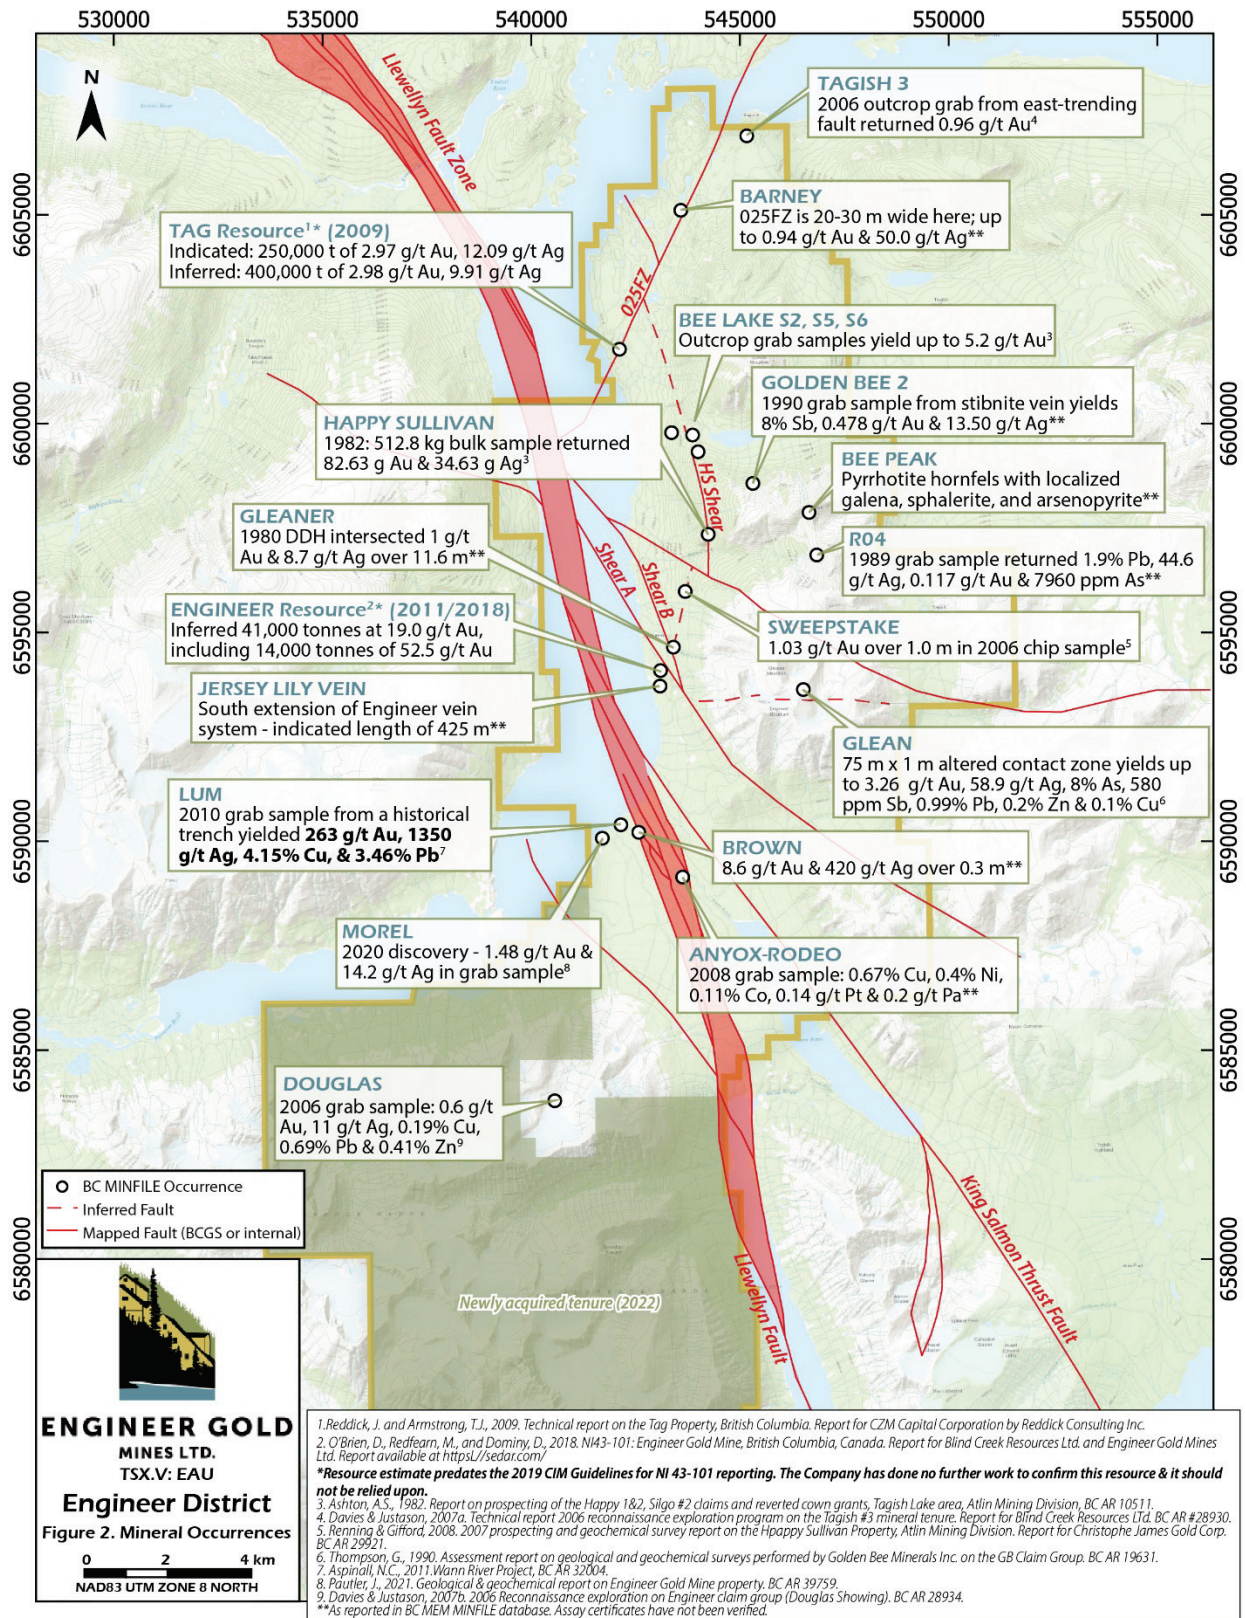 530000 535000 540000 545000 550000 555000
N
Llewellyn Fault Zone
TAGISH 3
2006 outcrop grab from east-trending
fault returned 0.96 g/t Au⁴
6605000
6605000
BARNEY
025FZ is 20-30 m wide here; up
to 0.94 g/t Au & 50.0 g/t Ag**
TAG Resource¹* (2009)
Indicated: 250,000 t of 2.97 g/t Au, 12.09 g/t Ag
Inferred: 400,000 t of 2.98 g/t Au, 9.91 g/t Ag
025FZ
BEE LAKE S2, S5, S6
Outcrop grab samples yield up to 5.2 g/t Au³
GOLDEN BEE 2
1990 grab sample from stibnite vein yields
8% Sb, 0.478 g/t Au & 13.50 g/t Ag**
6600000
6600000
HAPPY SULLIVAN
1982: 512.8 kg bulk sample returned
82.63 g Au & 34.63 g Ag³
HS Shear
BEE PEAK
Pyrrhotite hornfels with localized
galena, sphalerite, and arsenopyrite**
GLEANER
1980 DDH intersected 1 g/t
Au & 8.7 g/t Ag over 11.6 m**
R04
1989 grab sample returned 1.9% Pb, 44.6
g/t Ag, 0.117 g/t Au & 7960 ppm As**
Shear A
Shear B
ENGINEER Resource²* (2011/2018)
Inferred 41,000 tonnes at 19.0 g/t Au,
including 14,000 tonnes of 52.5 g/t Au
6595000
6595000
SWEEPSTAKE
1.03 g/t Au over 1.0 m in 2006 chip sample⁵
JERSEY LILY VEIN
South extension of Engineer vein
system - indicated length of 425 m**
GLEAN
75 m x 1 m altered contact zone yields up
to 3.26 g/t Au, 58.9 g/t Ag, 8% As, 580
ppm Sb, 0.99% Pb, 0.2% Zn & 0.1% Cu⁶
LUM
2010 grab sample from a historical
trench yielded 263 g/t Au, 1350
g/t Ag, 4.15% Cu, & 3.46% Pb⁷
6590000
6590000
BROWN
8.6 g/t Au & 420 g/t Ag over 0.3 m**
MOREL
2020 discovery - 1.48 g/t Au &
14.2 g/t Ag in grab sample⁸
ANYOX-RODEO
2008 grab sample: 0.67% Cu, 0.4% Ni,
0.11% Co, 0.14 g/t Pt & 0.2 g/t Pa**
6585000
6585000
DOUGLAS
2006 grab sample: 0.6 g/t
Au, 11 g/t Ag, 0.19% Cu,
0.69% Pb & 0.41% Zn⁹
BC MINFILE Occurrence
Inferred Fault
Mapped Fault (BCGS or internal)
King Salmon Thrust Fault
6580000
6580000
Llewellyn Fault
Newly acquired tenure (2022)
ENGINEER GOLD
MINES LTD.
TSX.V: EAU
Engineer District
Figure 2. Mineral Occurrences
0 2 4 km
NAD83 UTM ZONE 8 NORTH
1.Reddick, J. and Armstrong, T.J., 2009. Technical report on the Tag Property, British Columbia. Report for CZM Capital Corporation by Reddick Consulting Inc.
2. O'Brien, D., Redfearn, M., and Dominy, D., 2018. NI43-101: Engineer Gold Mine, British Columbia, Canada. Report for Blind Creek Resources Ltd. and Engineer Gold Mines
Ltd. Report available at httpsL//sedar.com/
*Resource estimate predates the 2019 CIM Guidelines for NI 43-101 reporting. The Company has done no further work to confirm this resource & it should
not be relied upon.
3. Ashton, A.S., 1982. Report on prospecting of the Happy 1&2, Silgo #2 claims and reverted cown grants, Tagish Lake area, Atlin Mining Division, BC AR 10511.
4. Davies & Justason, 2007a. Technical report 2006 reconnaissance exploration program on the Tagish #3 mineral tenure. Report for Blind Creek Resources Ltd. BC AR #28930.
5. Renning & Gifford, 2008. 2007 prospecting and geochemical survey report on the Hpappy Sullivan Property, Atlin Mining Division. Report for Christophe James Gold Corp.
BC AR 29921.
6. Thompson, G., 1990. Assessment report on geological and geochemical surveys performed by Golden Bee Minerals Inc. on the GB Claim Group. BC AR 19631.
7. Aspinall, N.C., 2011.Wann River Project, BC AR 32004.
8. Pautler, J., 2021. Geological & geochemical report on Engineer Gold Mine property. BC AR 39759.
9. Davies & Justason, 2007b. 2006 Reconnaissance exploration on Engineer claim group (Douglas Showing). BC AR 28934.
**As reported in BC MEM MINFILE database. Assay certificates have not been verified.